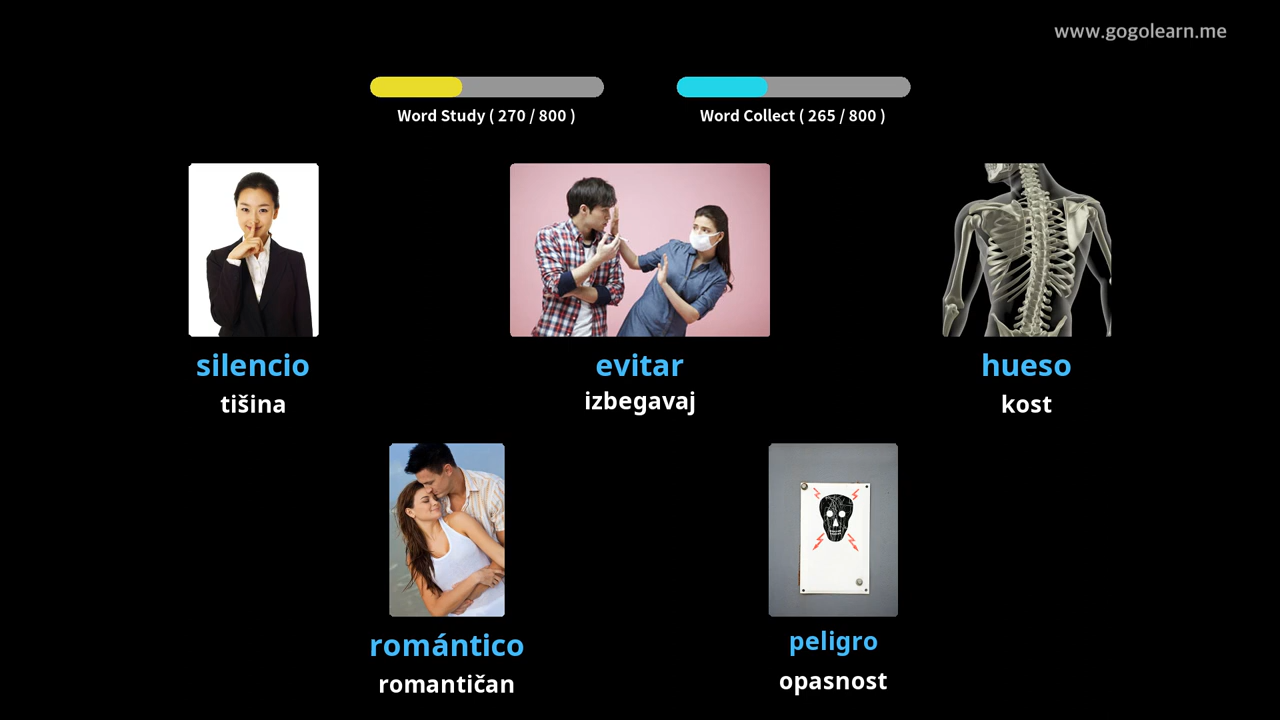 www.gogolearn.me
Word Study ( 270 / 800 )
Word Collect ( 265 / 800 )
silencio
tišina
evitar
izbegavaj
hueso
kost
romántico
romantičan
peligro
opasnost